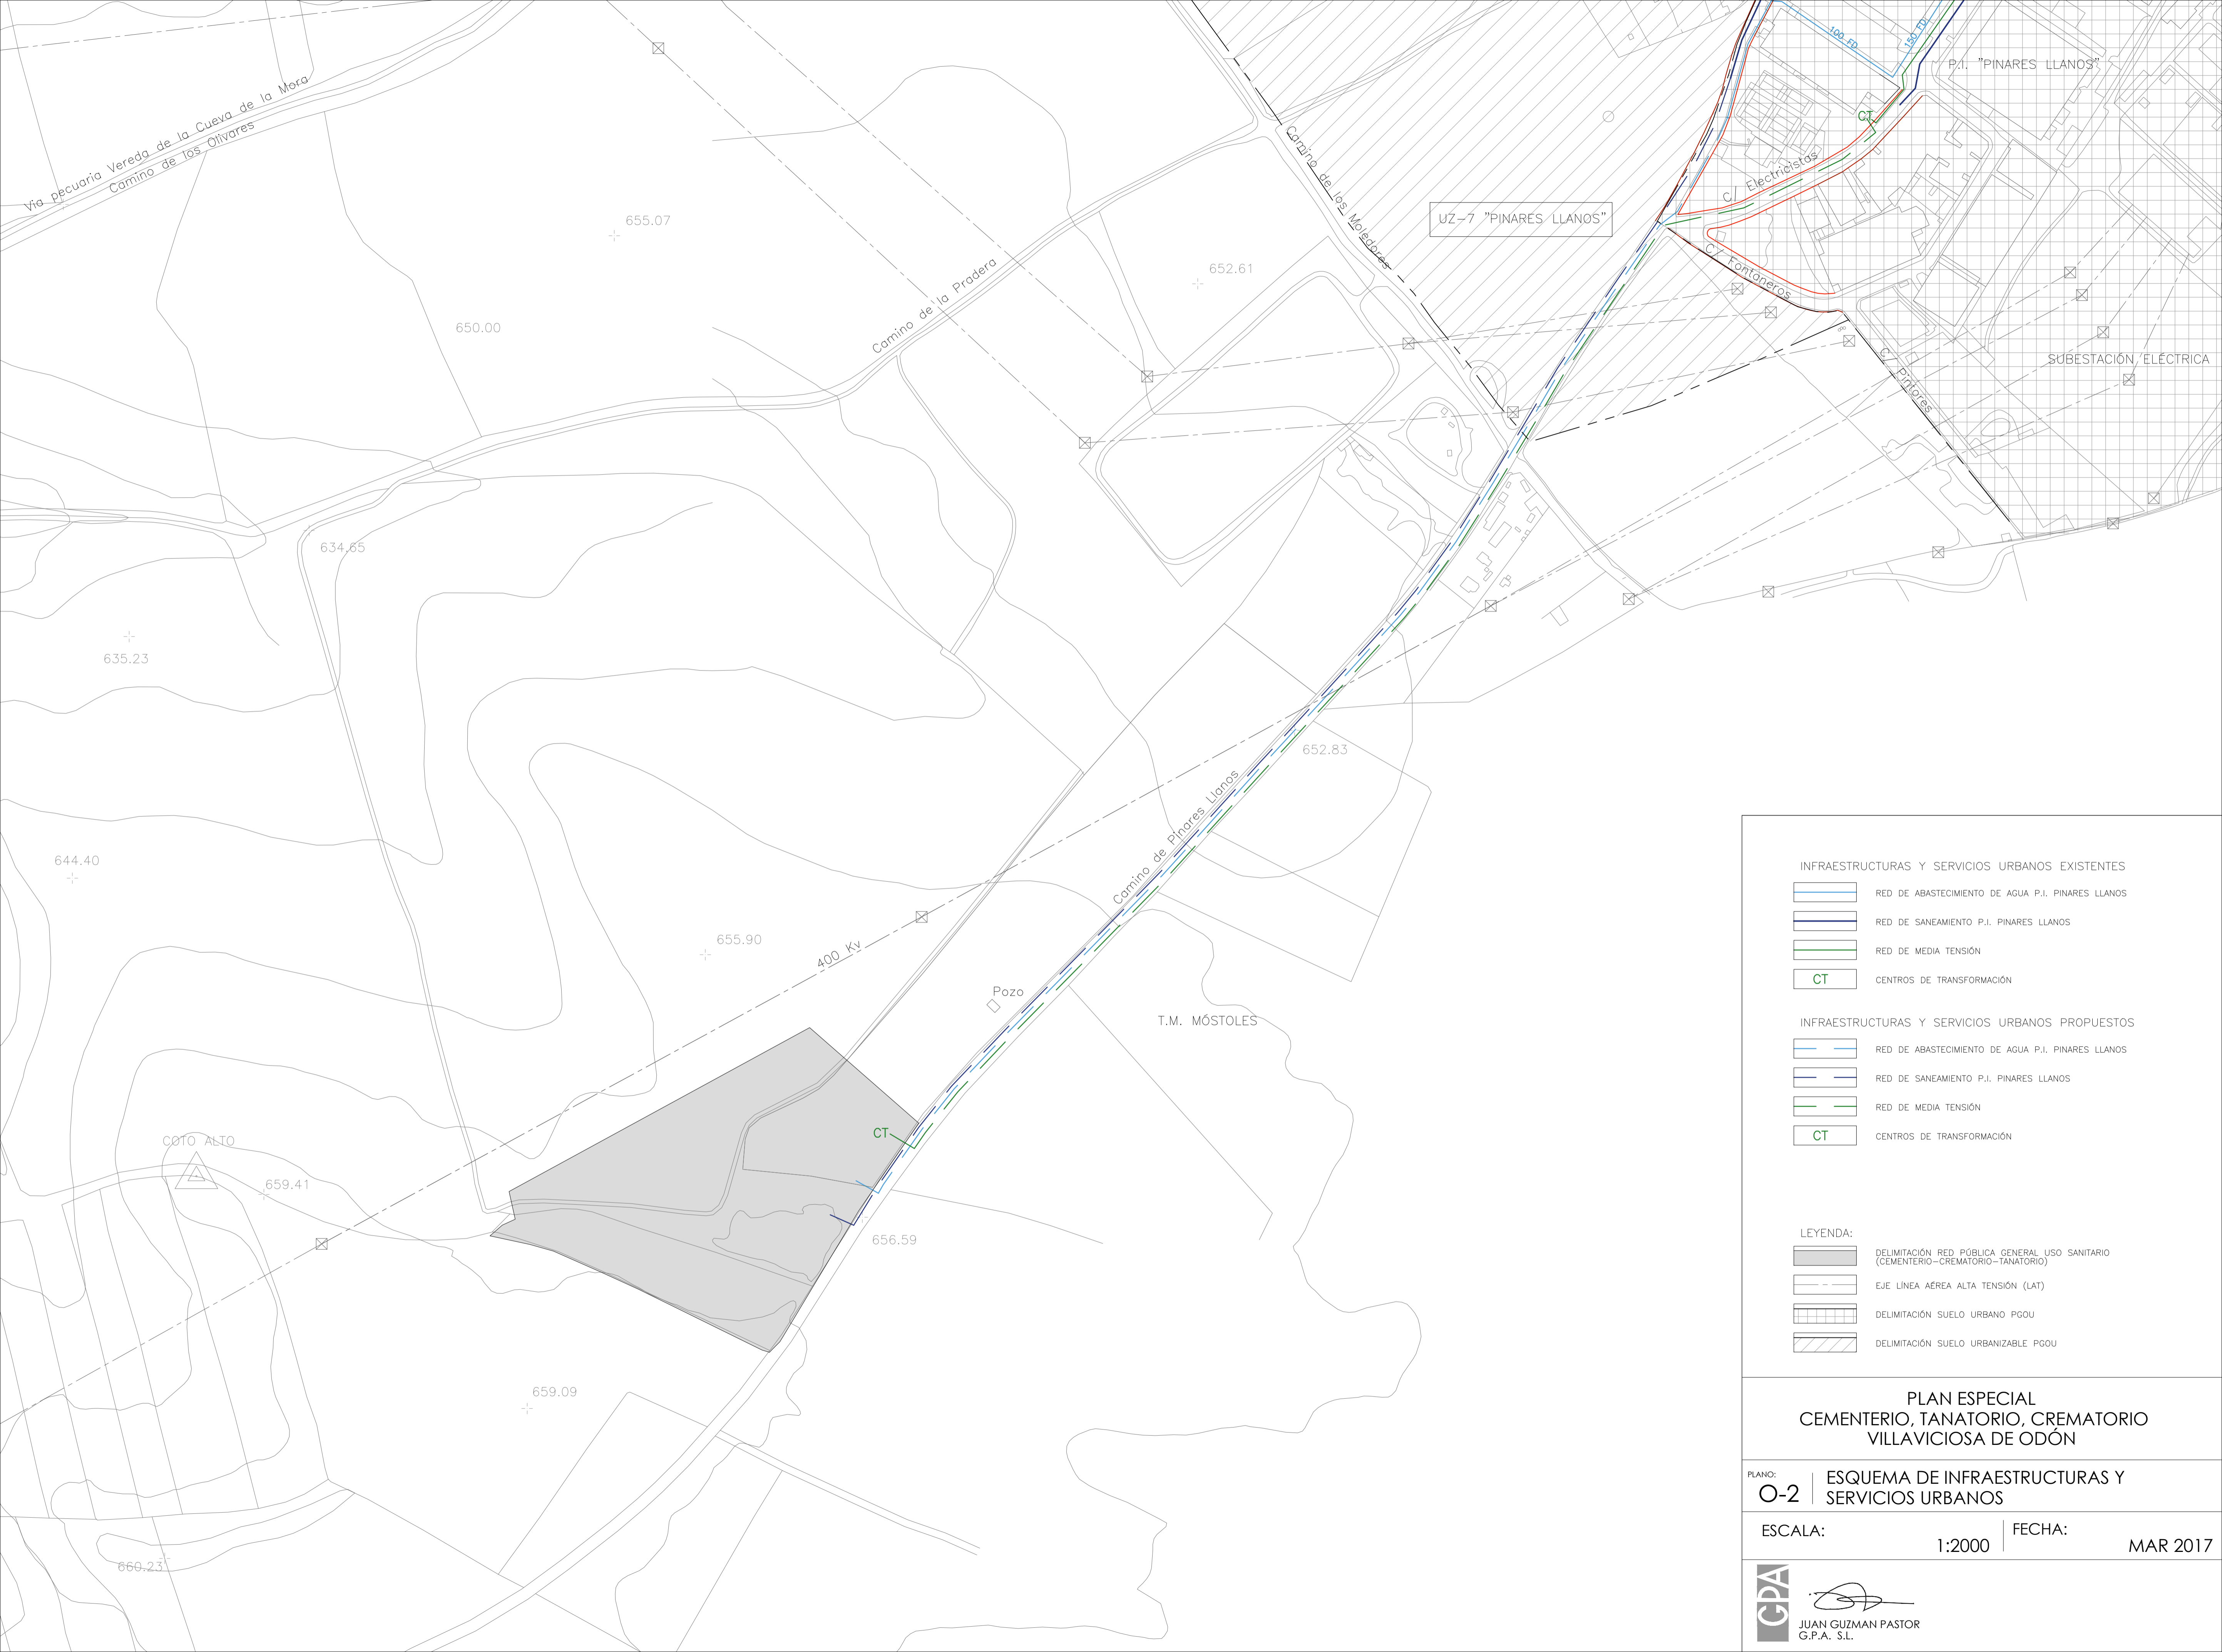 100 FD
150 FD
P.I. "PINARES LLANOS"
Via pecuaria Vereda de la Cueva de la Mora
Camino de los Olivares
CT
C/ Electricistas
Camino de los Moledores
655.07
UZ-7 "PINARES LLANOS"
C/ Fontaneros
652.61
Camino de la Pradera
650.00
SUBESTACIÓN ELÉCTRICA
C/ Pintores
634.65
635.23
652.83
Camino de Pinares Llanos
644.40
655.90
400 Kv
Pozo
T.M. MÓSTOLES
CT
COTO ALTO
659.41
656.59
659.09
660.23
INFRAESTRUCTURAS Y SERVICIOS URBANOS EXISTENTES
RED DE ABASTECIMIENTO DE AGUA P.I. PINARES LLANOS
RED DE SANEAMIENTO P.I. PINARES LLANOS
RED DE MEDIA TENSIÓN
CT CENTROS DE TRANSFORMACIÓN
INFRAESTRUCTURAS Y SERVICIOS URBANOS PROPUESTOS
RED DE ABASTECIMIENTO DE AGUA P.I. PINARES LLANOS
RED DE SANEAMIENTO P.I. PINARES LLANOS
RED DE MEDIA TENSIÓN
CT CENTROS DE TRANSFORMACIÓN
LEYENDA:
DELIMITACIÓN RED PÚBLICA GENERAL USO SANITARIO
(CEMENTERIO-CREMATORIO-TANATORIO)
EJE LÍNEA AÉREA ALTA TENSIÓN (LAT)
DELIMITACIÓN SUELO URBANO PGOU
DELIMITACIÓN SUELO URBANIZABLE PGOU
PLAN ESPECIAL
CEMENTERIO, TANATORIO, CREMATORIO
VILLAVICIOSA DE ODÓN
PLANO:
O-2
ESQUEMA DE INFRAESTRUCTURAS Y
SERVICIOS URBANOS
ESCALA:
1:2000
FECHA:
MAR 2017
GPA
JUAN GUZMAN PASTOR
G.P.A. S.L.